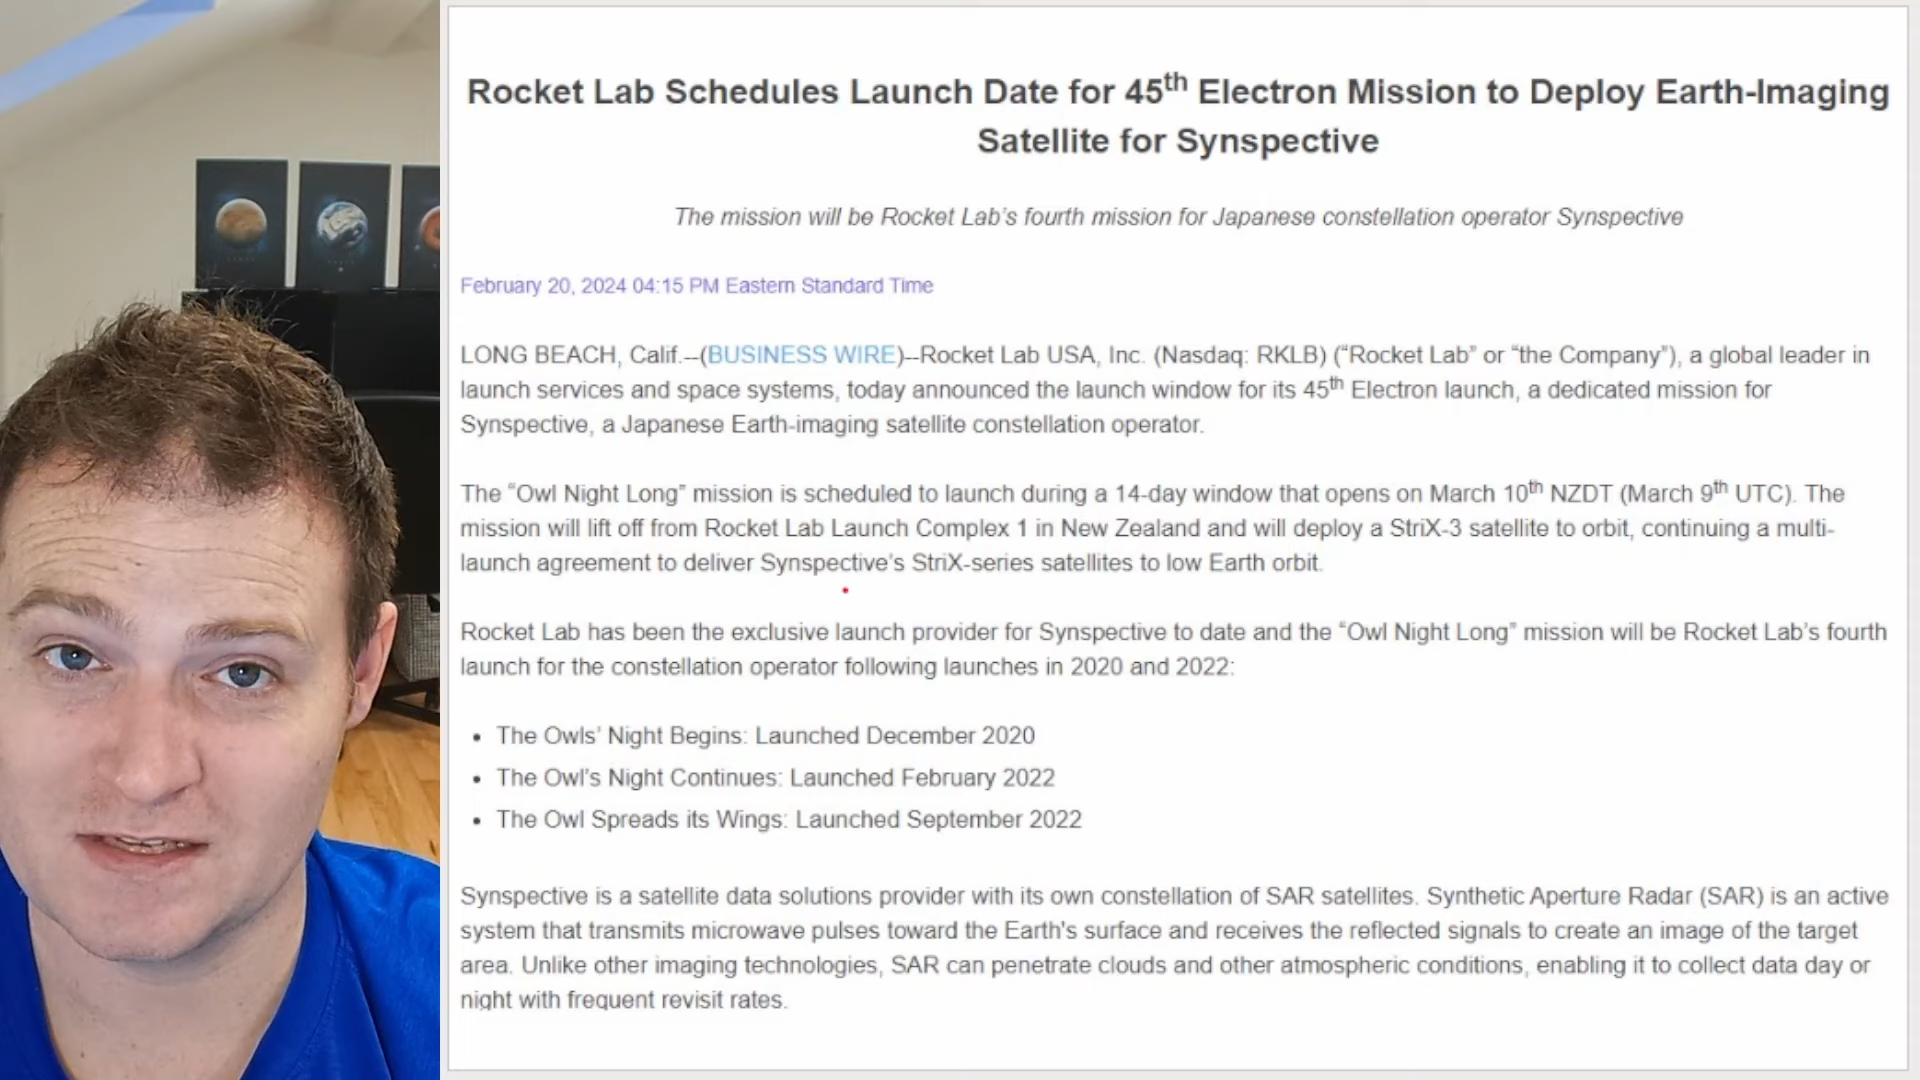 Rocket Lab Schedules Launch Date for 45th Electron Mission to Deploy Earth-Imaging
Satellite for Synspective
The mission will be Rocket Lab's fourth mission for Japanese constellation operator Synspective
February 20, 2024 04:15 PM Eastern Standard Time
LONG BEACH, Calif.--(BUSINESS WIRE)--Rocket Lab USA, Inc. (Nasdaq: RKLB) (“Rocket Lab” or “the Company”), a global leader in
launch services and space systems, today announced the launch window for its 45th Electron launch, a dedicated mission for
Synspective, a Japanese Earth-imaging satellite constellation operator.
The “Owl Night Long” mission is scheduled to launch during a 14-day window that opens on March 10th NZDT (March 9th UTC). The
mission will lift off from Rocket Lab Launch Complex 1 in New Zealand and will deploy a StriX-3 satellite to orbit, continuing a multi-
launch agreement to deliver Synspective’s StriX-series satellites to low Earth orbit.
Rocket Lab has been the exclusive launch provider for Synspective to date and the “Owl Night Long” mission will be Rocket Lab’s fourth
launch for the constellation operator following launches in 2020 and 2022:
• The Owls’ Night Begins: Launched December 2020
• The Owl’s Night Continues: Launched February 2022
• The Owl Spreads its Wings: Launched September 2022
Synspective is a satellite data solutions provider with its own constellation of SAR satellites. Synthetic Aperture Radar (SAR) is an active
system that transmits microwave pulses toward the Earth's surface and receives the reflected signals to create an image of the target
area. Unlike other imaging technologies, SAR can penetrate clouds and other atmospheric conditions, enabling it to collect data day or
night with frequent revisit rates.